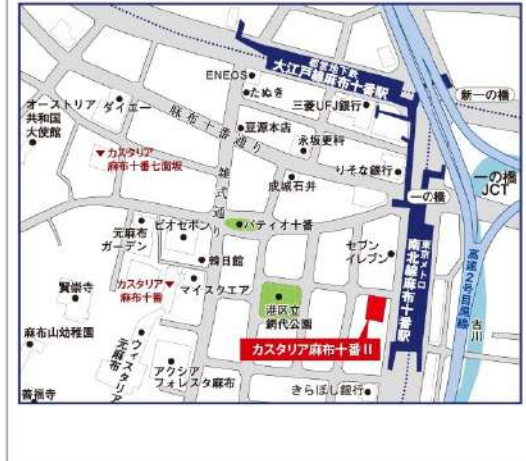 都営地下鉄
大江戸線麻布十番駅
ENEOS
たぬき
三菱UFJ銀行
新一の橋
オーストリア
共和国
大使館
ダイエー
麻布十番通り
豆源本店
永坂更科
カスタリア
麻布十番七面坂
雑式通り
成城石井
りそな銀行
一の橋
JCT
一の橋
元麻布
ガーデン
ビオセボン
パティオ十番
韓日館
セブン
イレブン
東京メトロ
南北線麻布十番駅
高速2号目黒線
古川
賢崇寺
カスタリア
麻布十番
マイスクエア
港区立
網代公園
麻布山幼稚園
ウィスタリア
元麻布
カスタリア麻布十番II
アクシア
フォレスタ麻布
きらぼし銀行
善福寺